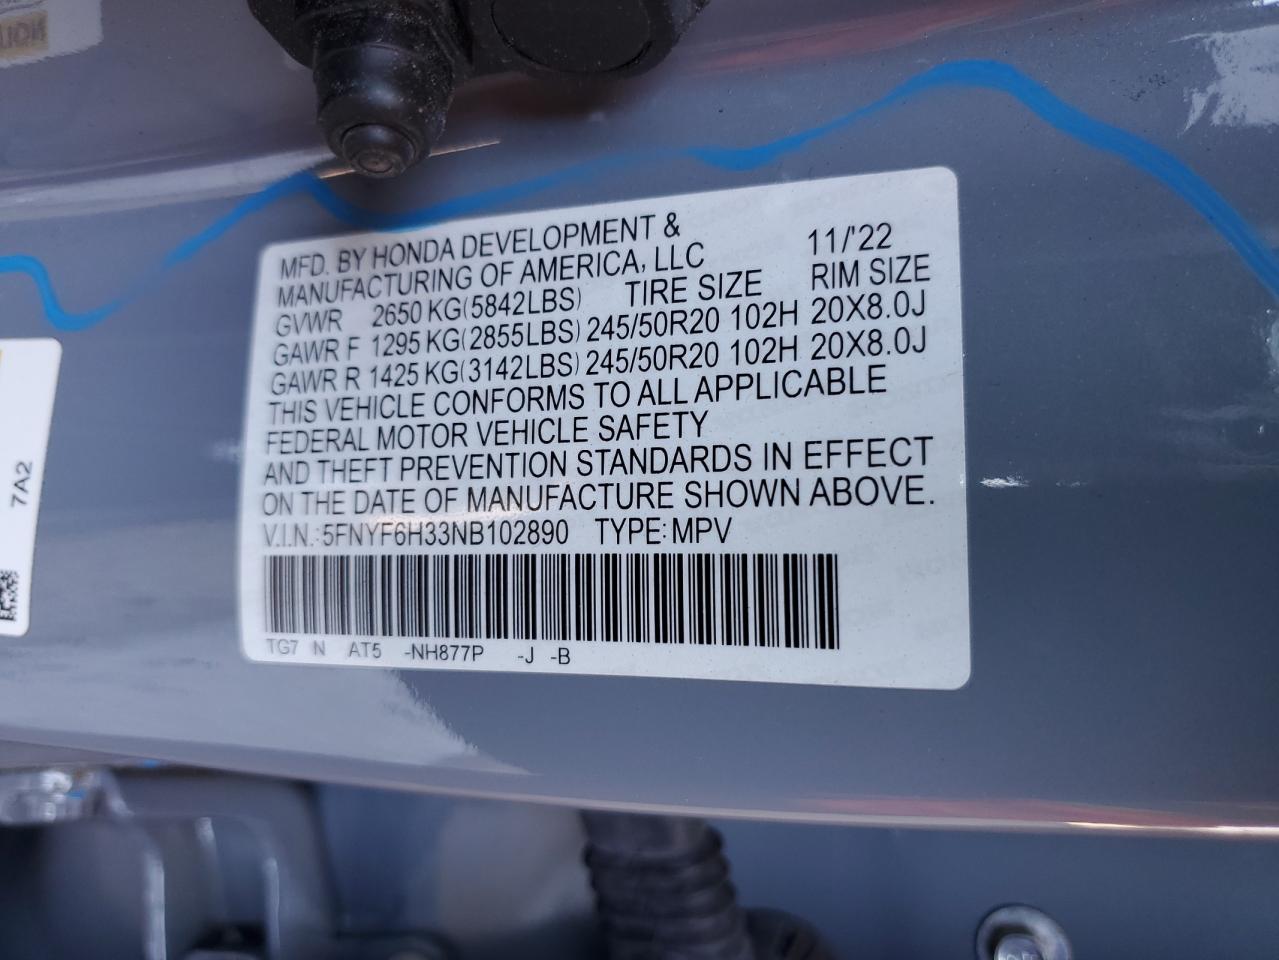 MFD. BY HONDA DEVELOPMENT & 11/'22
MANUFACTURING OF AMERICA, LLC
GVWR 2650 KG(5842LBS) TIRE SIZE RIM SIZE
GAWR F 1295 KG(2855LBS) 245/50R20 102H 20X8.0J
GAWR R 1425 KG(3142LBS) 245/50R20 102H 20X8.0J
THIS VEHICLE CONFORMS TO ALL APPLICABLE
FEDERAL MOTOR VEHICLE SAFETY
AND THEFT PREVENTION STANDARDS IN EFFECT
ON THE DATE OF MANUFACTURE SHOWN ABOVE.
V.I.N.: 5FNYF6H33NB102890 TYPE: MPV
TG7 N AT5 -NH877P -J -B
7A2